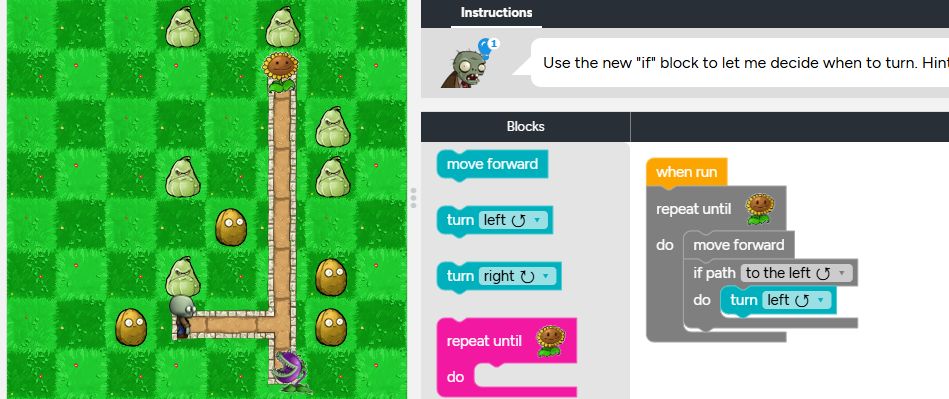 Instructions
1
Use the new "if" block to let me decide when to turn.
Blocks
move forward
turn left
turn right
repeat until
do
when run
repeat until
do move forward
if path to the left
do turn left